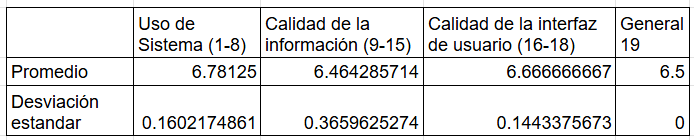 Uso de Sistema (1-8) Calidad de la información (9-15) Calidad de la interfaz de usuario (16-18) General 19
Promedio 6.78125 6.464285714 6.666666667 6.5
Desviación estandar 0.1602174861 0.3659625274 0.1443375673 0